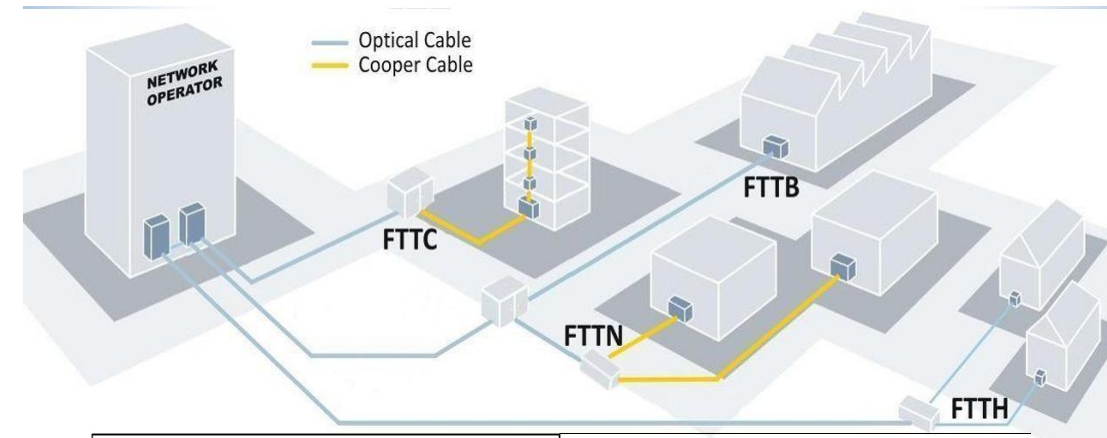 NETWORK
OPERATOR
Optical Cable
Cooper Cable
FTTC
FTTB
FTTN
FTTH